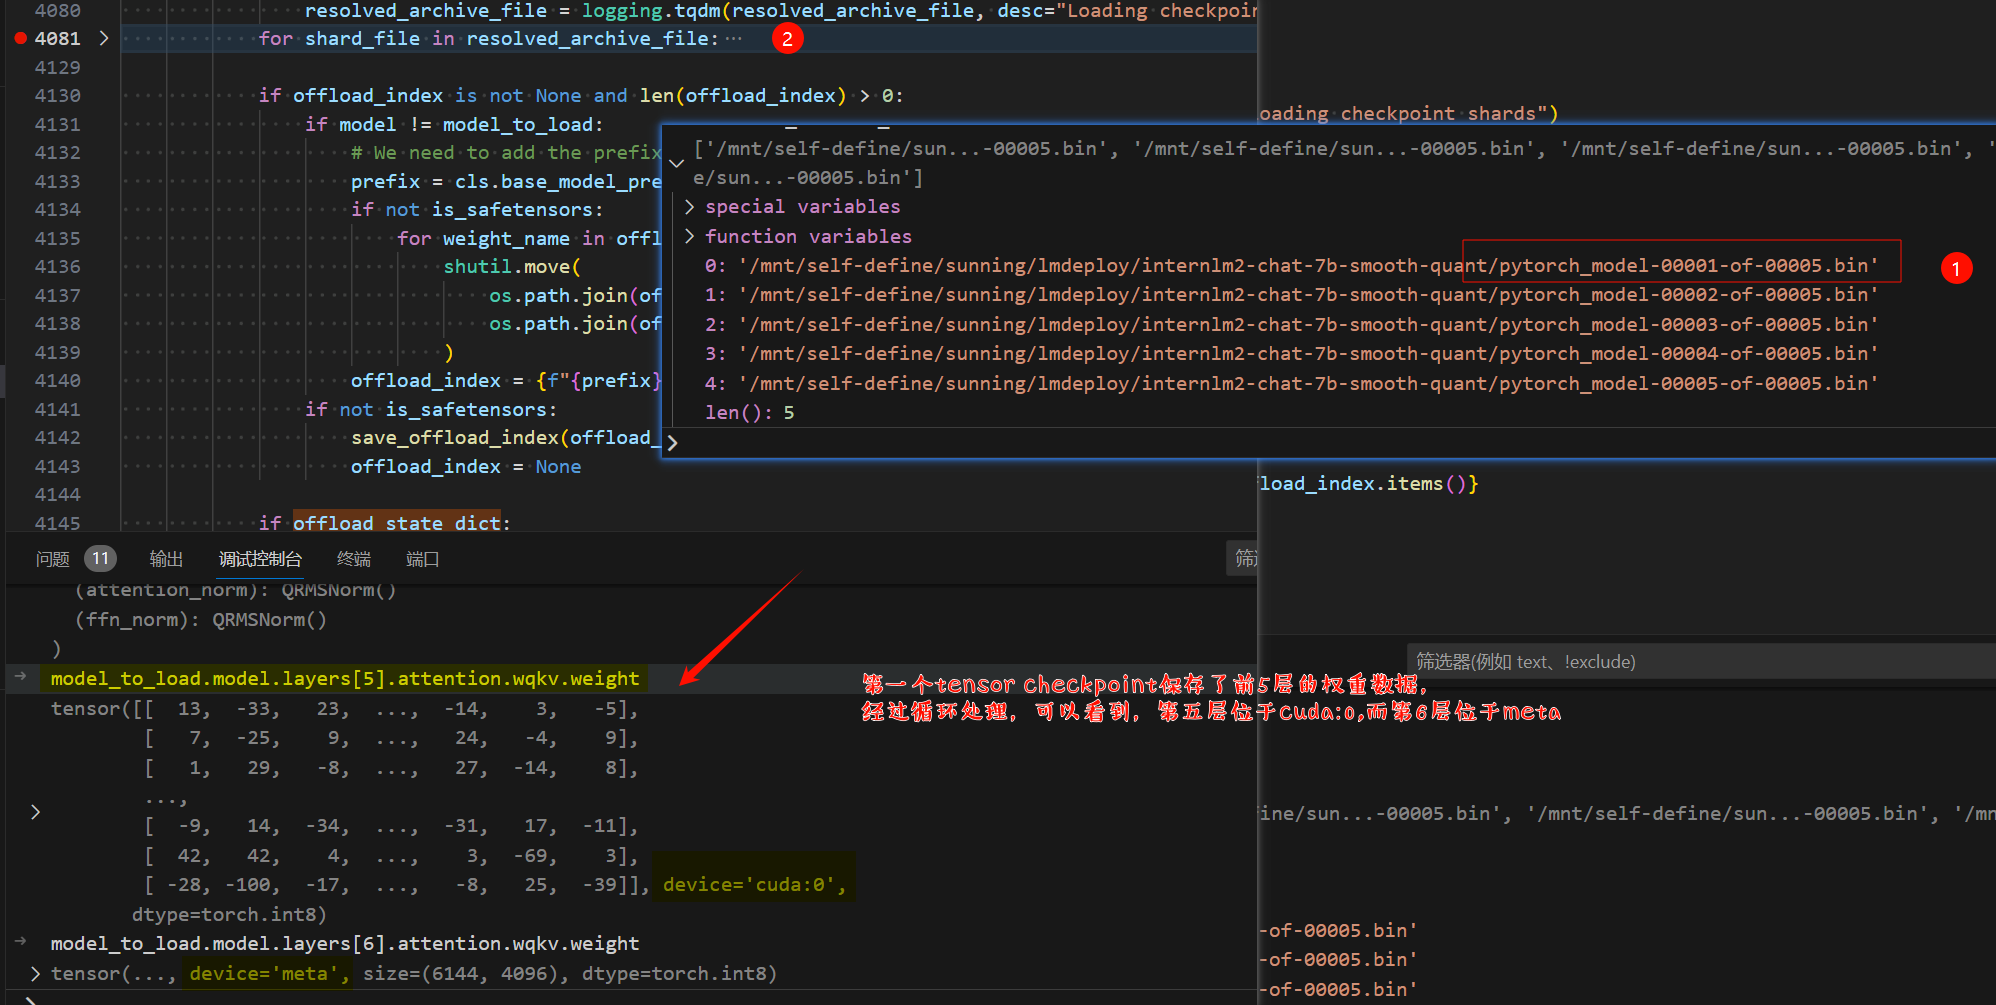 4080 resolved_archive_file = logging.tqdm(resolved_archive_file, desc="Loading checkpoin
4081 for shard_file in resolved_archive_file:··· 2
4129
4130 if offload_index is not None and len(offload_index) > 0:
4131 if model != model_to_load:
4132 # We need to add the prefix
4133 prefix = cls.base_model_pre
4134 if not is_safetensors:
4135 for weight_name in offl
4136 shutil.move(
4137 os.path.join(of
4138 os.path.join(of
4139 )
4140 offload_index = {f"{prefix}
4141 if not is_safetensors:
4142 save_offload_index(offload_
4143 offload_index = None
4144
4145 if offload_state_dict:
oading checkpoint shards")
['/mnt/self-define/sun...-00005.bin', '/mnt/self-define/sun...-00005.bin', '/mnt/self-define/sun...-00005.bin', '
e/sun...-00005.bin']
special variables
function variables
0: '/mnt/self-define/sunning/lmdeploy/internlm2-chat-7b-smooth-quant/pytorch_model-00001-of-00005.bin' 1
1: '/mnt/self-define/sunning/lmdeploy/internlm2-chat-7b-smooth-quant/pytorch_model-00002-of-00005.bin'
2: '/mnt/self-define/sunning/lmdeploy/internlm2-chat-7b-smooth-quant/pytorch_model-00003-of-00005.bin'
3: '/mnt/self-define/sunning/lmdeploy/internlm2-chat-7b-smooth-quant/pytorch_model-00004-of-00005.bin'
4: '/mnt/self-define/sunning/lmdeploy/internlm2-chat-7b-smooth-quant/pytorch_model-00005-of-00005.bin'
len(): 5
load_index.items()}
问题 11 输出 调试控制台 终端 端口
(attention_norm): QRMSNorm()
(ffn_norm): QRMSNorm()
)
筛选器(例如 text、!exclude)
model_to_load.model.layers[5].attention.wqkv.weight
第一个tensor checkpoint保存了前5层的权重数据，
经过循环处理，可以看到，第五层位于cuda:0,而第6层位于meta
tensor([[ 13, -33, 23, ..., -14, 3, -5],
[ 7, -25, 9, ..., 24, -4, 9],
[ 1, 29, -8, ..., 27, -14, 8],
...,
[ -9, 14, -34, ..., -31, 17, -11],
[ 42, 42, 4, ..., 3, -69, 3],
[ -28, -100, -17, ..., -8, 25, -39]], device='cuda:0',
dtype=torch.int8)
model_to_load.model.layers[6].attention.wqkv.weight
tensor(..., device='meta', size=(6144, 4096), dtype=torch.int8)
ine/sun...-00005.bin', '/mnt/self-define/sun...-00005.bin', '/mn
-of-00005.bin'
-of-00005.bin'
-of-00005.bin'